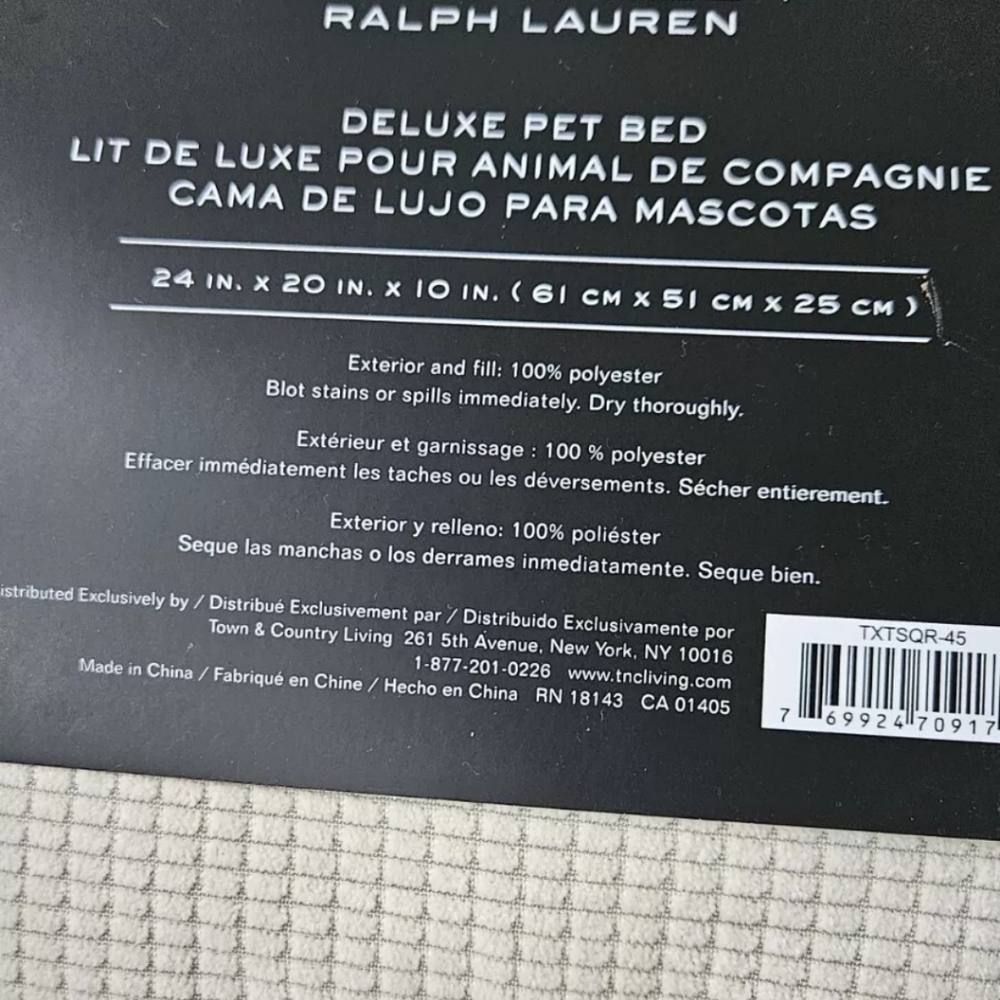 RALPH LAUREN
DELUXE PET BED
LIT DE LUXE POUR ANIMAL DE COMPAGNIE
CAMA DE LUJO PARA MASCOTAS
24 IN. X 20 IN. X 10 IN. ( 61 CM X 51 CM X 25 CM )
Exterior and fill: 100% polyester
Blot stains or spills immediately. Dry thoroughly.
Extérieur et garnissage : 100 % polyester
Effacer immédiatement les taches ou les déversements. Sécher entierement.
Exterior y relleno: 100% poliéster
Seque las manchas o los derrames inmediatamente. Seque bien.
istributed Exclusively by / Distribué Exclusivement par / Distribuido Exclusivamente por
Town & Country Living 261 5th Avenue, New York, NY 10016
1-877-201-0226 www.tncliving.com
Made in China / Fabriqué en Chine / Hecho en China RN 18143 CA 01405
TXTSQR-45
7 69924 70917